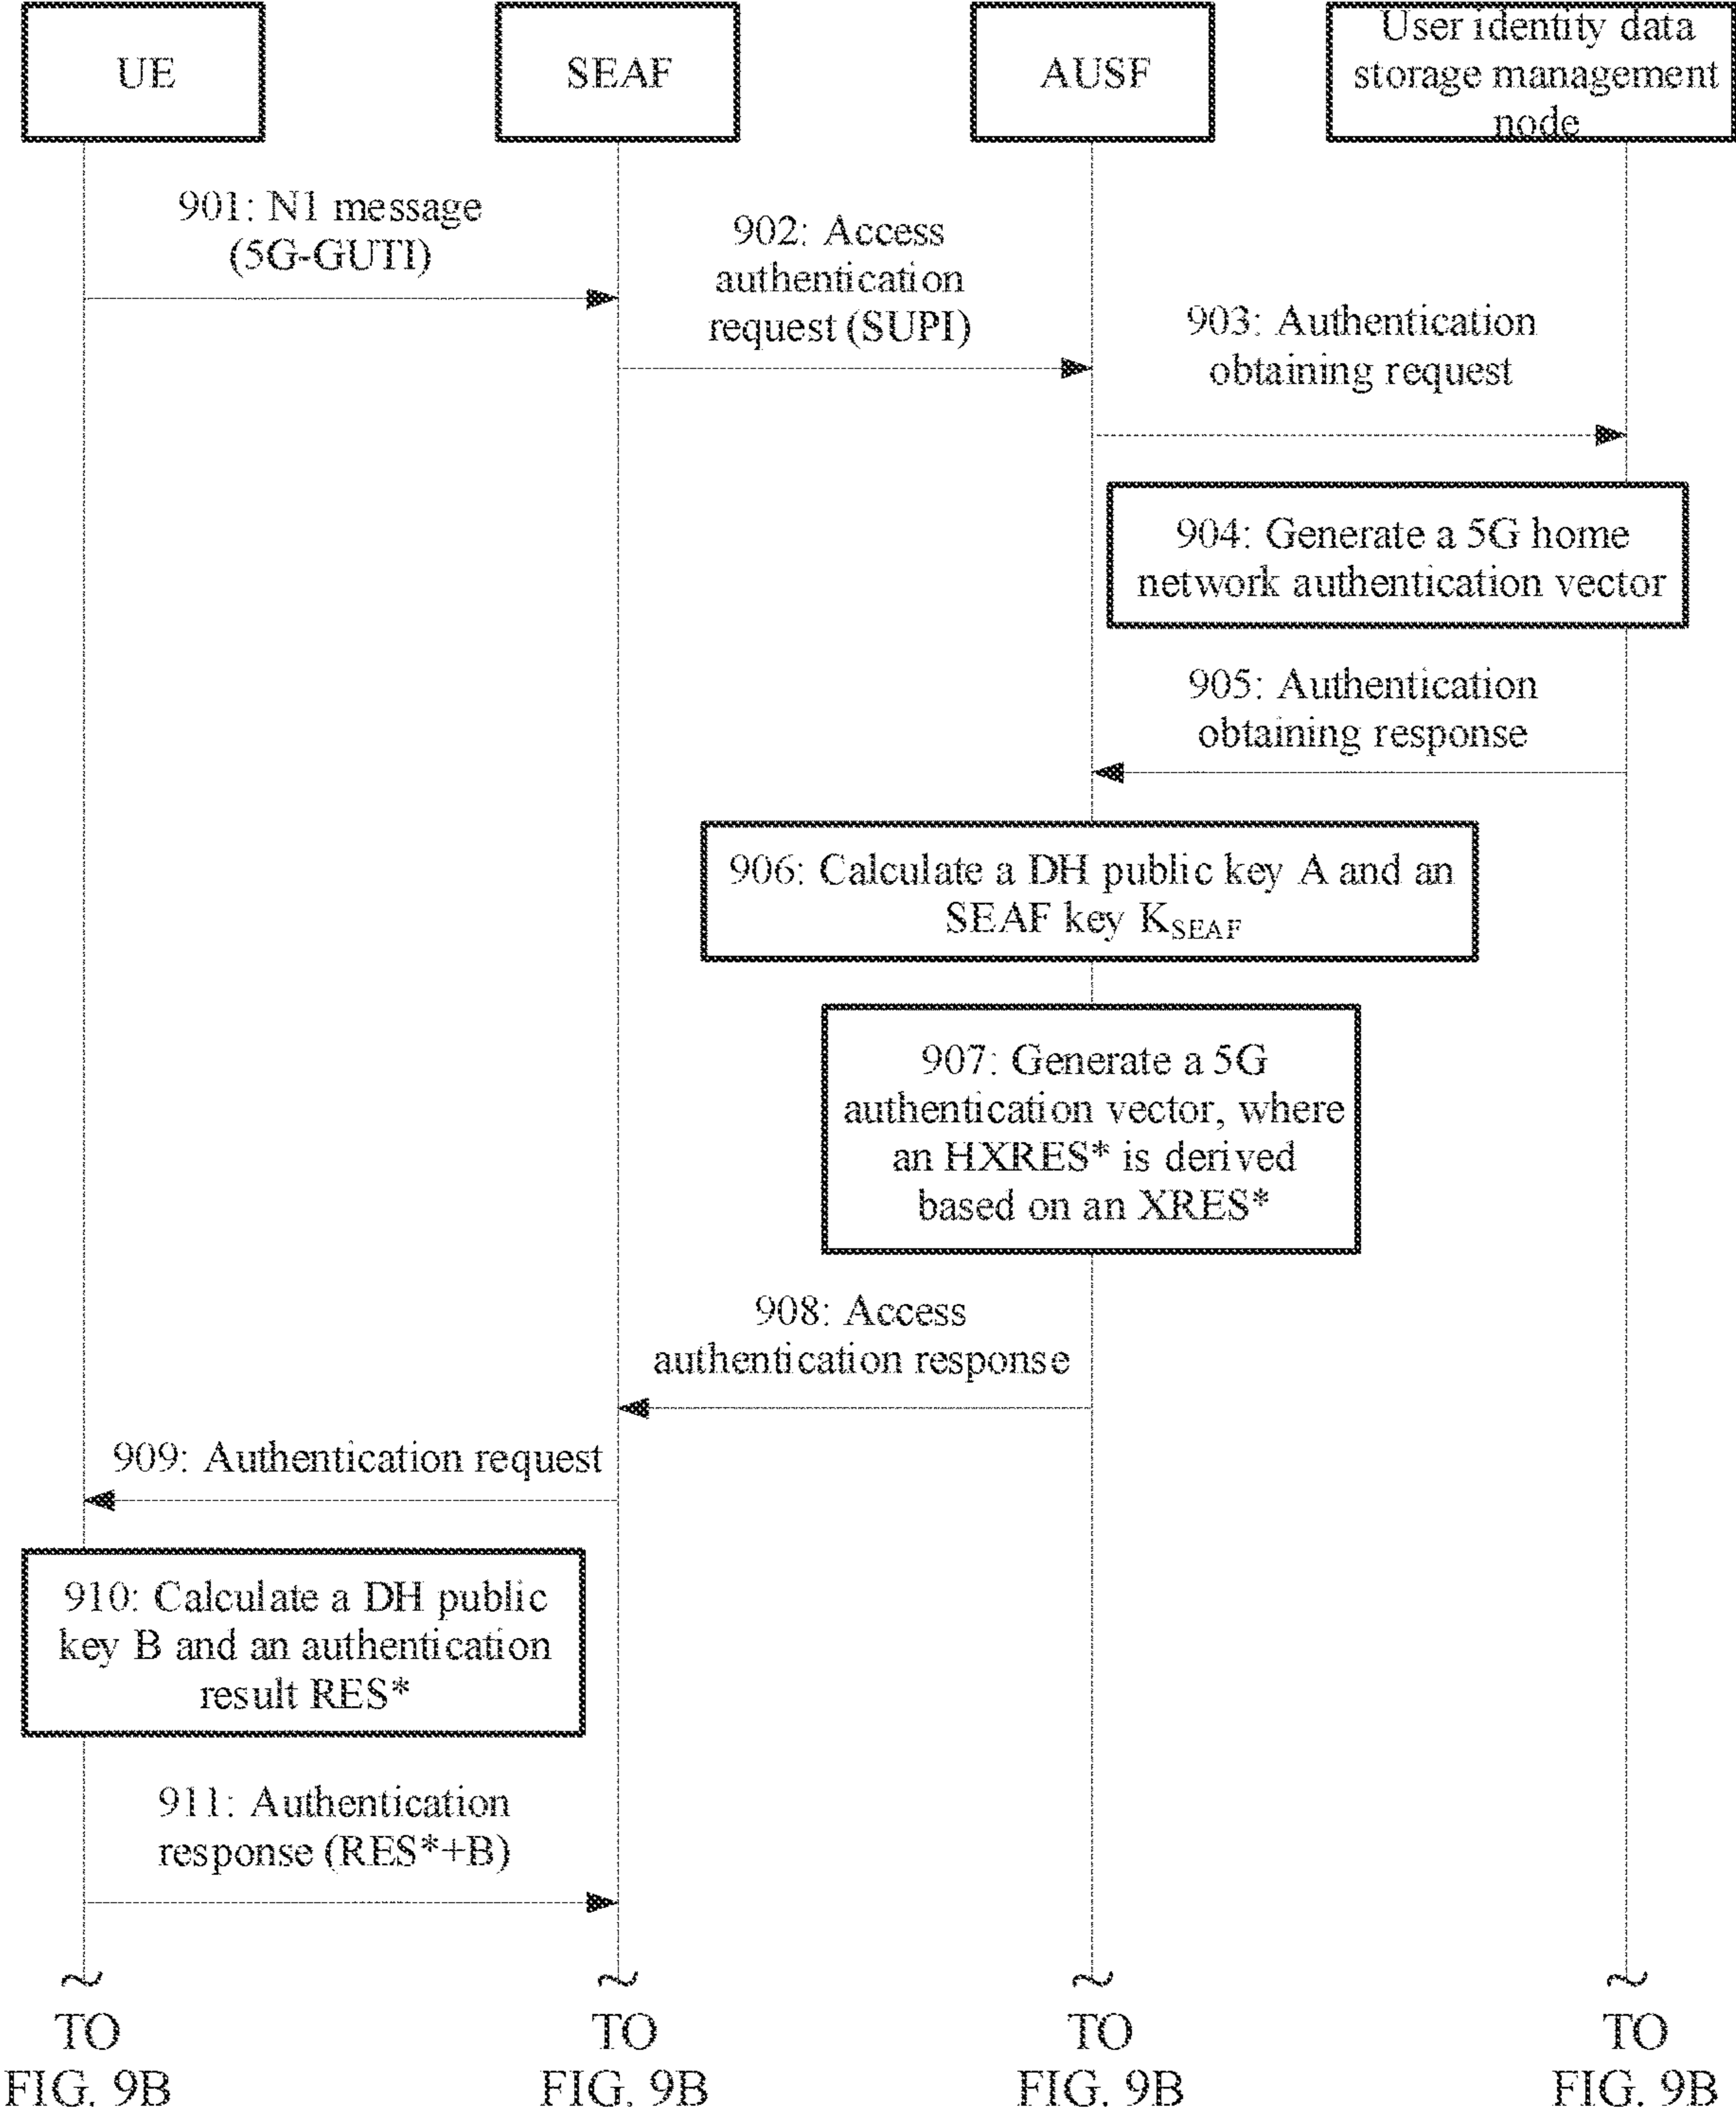 UE
SEAF
AUSF
User identity data
storage management
node
901: N1 message
(5G-GUTI)
902: Access
authentication
request (SUPI)
903: Authentication
obtaining request
904: Generate a 5G home
network authentication vector
905: Authentication
obtaining response
906: Calculate a DH public key A and an
SEAF key KSEAF
907: Generate a 5G
authentication vector, where
an HXRES* is derived
based on an XRES*
908: Access
authentication response
909: Authentication request
910: Calculate a DH public
key B and an authentication
result RES*
911: Authentication
response (RES*+B)
TO
FIG. 9B
TO
FIG. 9B
TO
FIG. 9B
TO
FIG. 9B